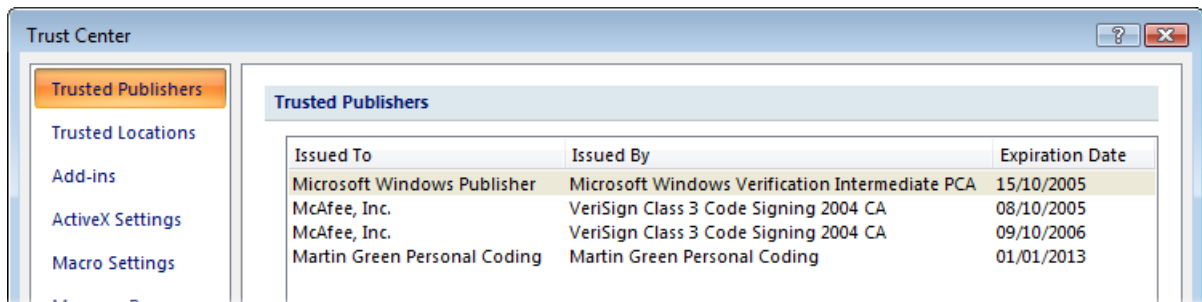 Trust Center
Trusted Publishers
Trusted Locations
Add-ins
ActiveX Settings
Macro Settings
Trusted Publishers
Issued To Issued By Expiration Date
Microsoft Windows Publisher Microsoft Windows Verification Intermediate PCA 15/10/2005
McAfee, Inc. VeriSign Class 3 Code Signing 2004 CA 08/10/2005
McAfee, Inc. VeriSign Class 3 Code Signing 2004 CA 09/10/2006
Martin Green Personal Coding Martin Green Personal Coding 01/01/2013